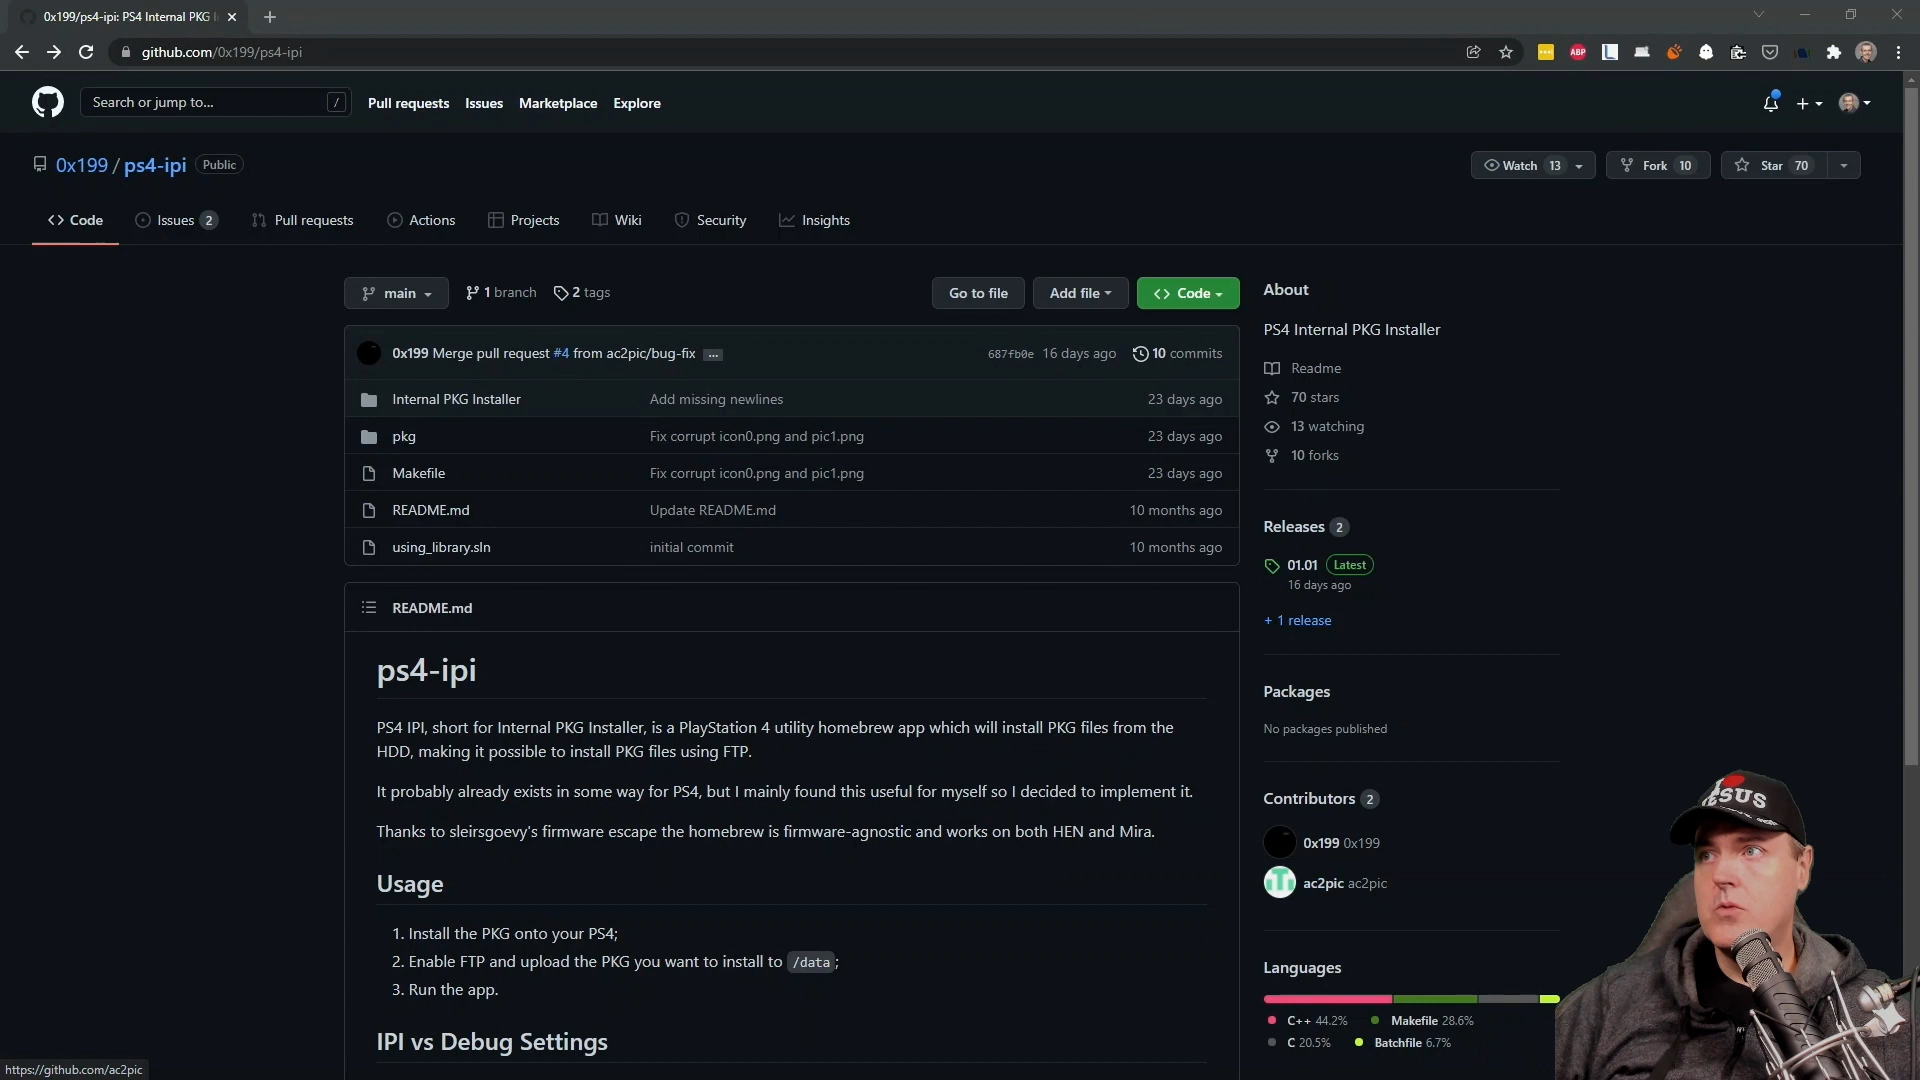 0x199/ps4-ipi: PS4 Internal PKG I
github.com/0x199/ps4-ipi
ABP
Search or jump to...
/
Pull requests
Issues
Marketplace
Explore
0x199 / ps4-ipi
Public
Watch 13
Fork 10
Star 70
Code
Issues 2
Pull requests
Actions
Projects
Wiki
Security
Insights
main
1 branch
2 tags
Go to file
Add file
Code
0x199 Merge pull request #4 from ac2pic/bug-fix ...
687fb0e 16 days ago
10 commits
Internal PKG Installer
Add missing newlines
23 days ago
pkg
Fix corrupt icon0.png and pic1.png
23 days ago
Makefile
Fix corrupt icon0.png and pic1.png
23 days ago
README.md
Update README.md
10 months ago
using_library.sln
initial commit
10 months ago
README.md
ps4-ipi
PS4 IPI, short for Internal PKG Installer, is a PlayStation 4 utility homebrew app which will install PKG files from the
HDD, making it possible to install PKG files using FTP.
It probably already exists in some way for PS4, but I mainly found this useful for myself so I decided to implement it.
Thanks to sleirsgoevy's firmware escape the homebrew is firmware-agnostic and works on both HEN and Mira.
Usage
1. Install the PKG onto your PS4;
2. Enable FTP and upload the PKG you want to install to /data;
3. Run the app.
IPI vs Debug Settings
About
PS4 Internal PKG Installer
Readme
70 stars
13 watching
10 forks
Releases 2
01.01 Latest
16 days ago
+ 1 release
Packages
No packages published
Contributors 2
0x199 0x199
ac2pic ac2pic
Languages
C++ 44.2%
Makefile 28.6%
C 20.5%
Batchfile 6.7%
https://github.com/ac2pic